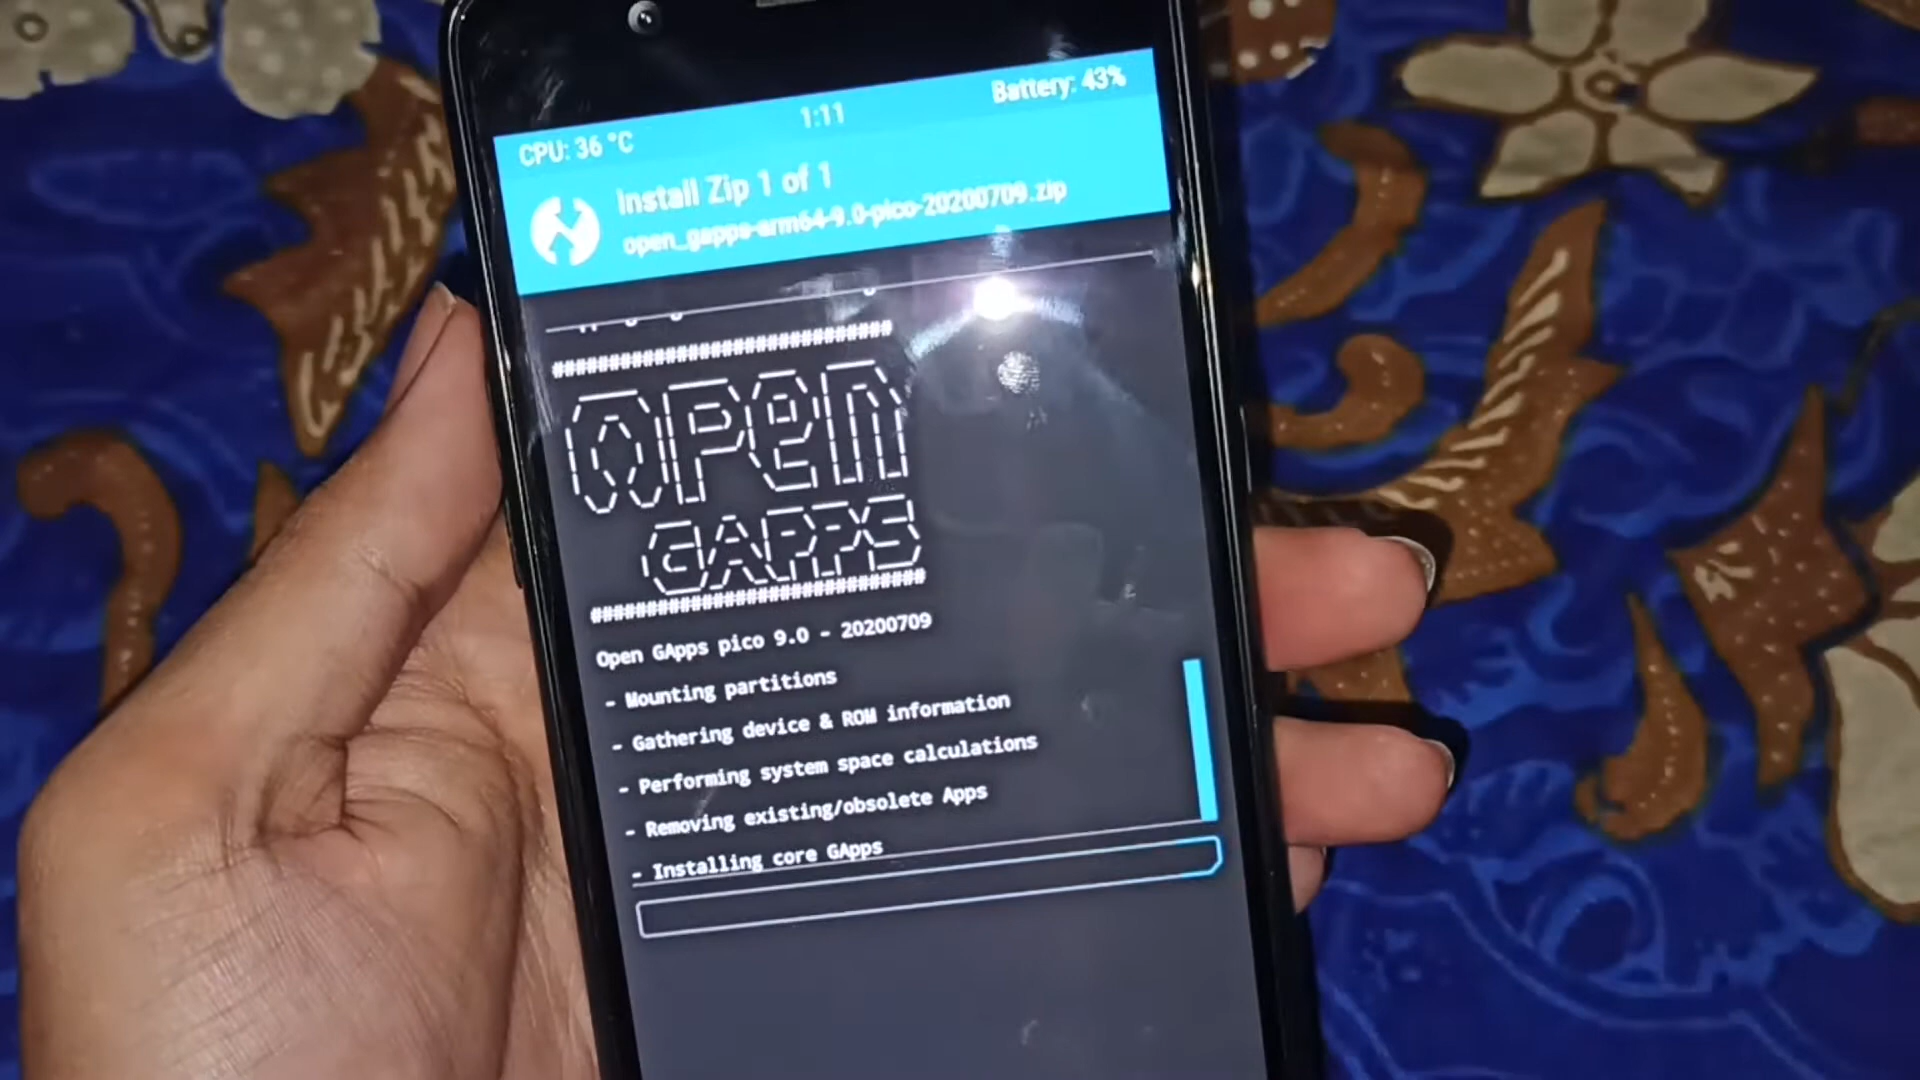 CPU: 36 °C 1:11 Battery: 43%
Install Zip 1 of 1
open_gapps-arm64-9.0-pico-20200709.zip
##############################
OPEN
GAPPS
##############################
Open GApps pico 9.0 - 20200709
- Mounting partitions
- Gathering device & ROM information
- Performing system space calculations
- Removing existing/obsolete Apps
- Installing core GApps